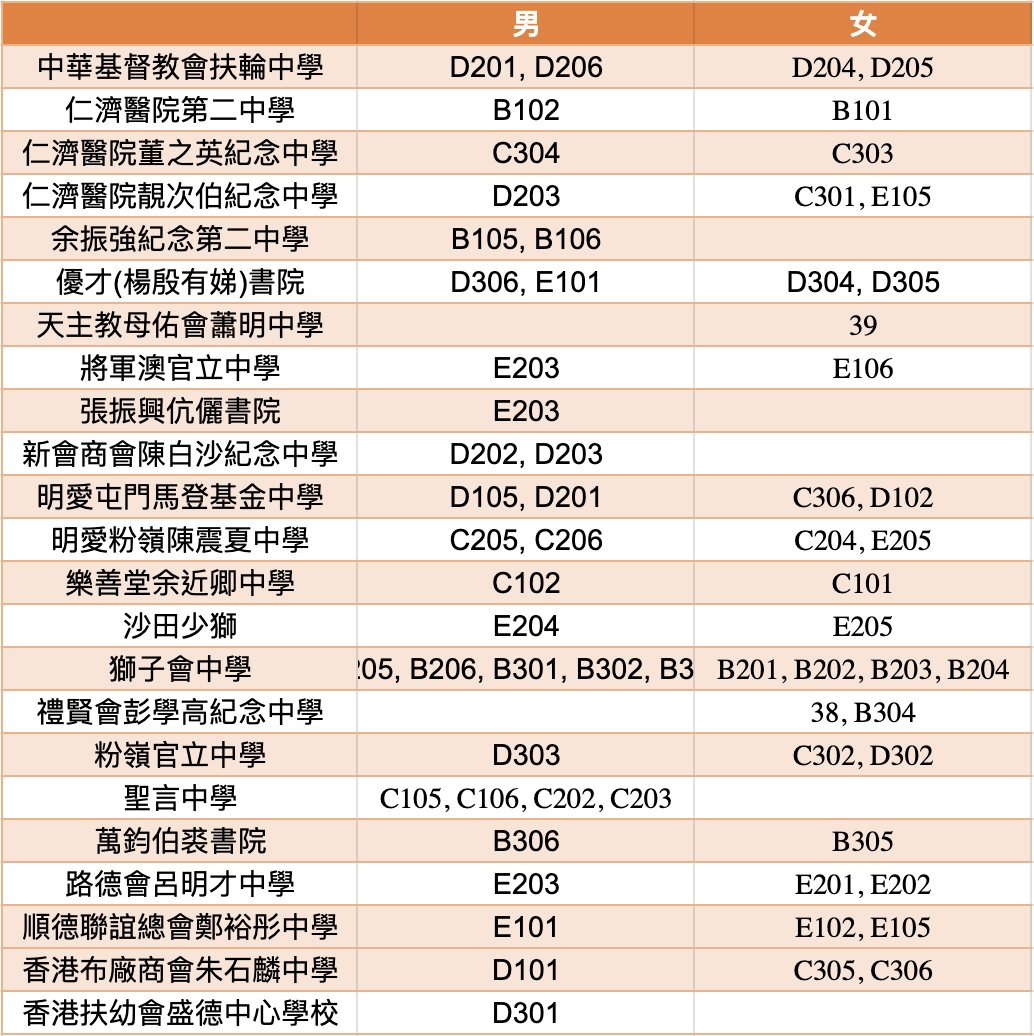 男 女
中華基督教會扶輪中學 D201, D206 D204, D205
仁濟醫院第二中學 B102 B101
仁濟醫院董之英紀念中學 C304 C303
仁濟醫院靚次伯紀念中學 D203 C301, E105
余振強紀念第二中學 B105, B106
優才(楊殷有娣)書院 D306, E101 D304, D305
天主教母佑會蕭明中學 39
將軍澳官立中學 E203 E106
張振興伉儷書院 E203
新會商會陳白沙紀念中學 D202, D203
明愛屯門馬登基金中學 D105, D201 C306, D102
明愛粉嶺陳震夏中學 C205, C206 C204, E205
樂善堂余近卿中學 C102 C101
沙田少獅 E204 E205
獅子會中學 205, B206, B301, B302, B3 B201, B202, B203, B204
禮賢會彭學高紀念中學 38, B304
粉嶺官立中學 D303 C302, D302
聖言中學 C105, C106, C202, C203
萬鈞伯裘書院 B306 B305
路德會呂明才中學 E203 E201, E202
順德聯誼總會鄭裕彤中學 E101 E102, E105
香港布廠商會朱石麟中學 D101 C305, C306
香港扶幼會盛德中心學校 D301